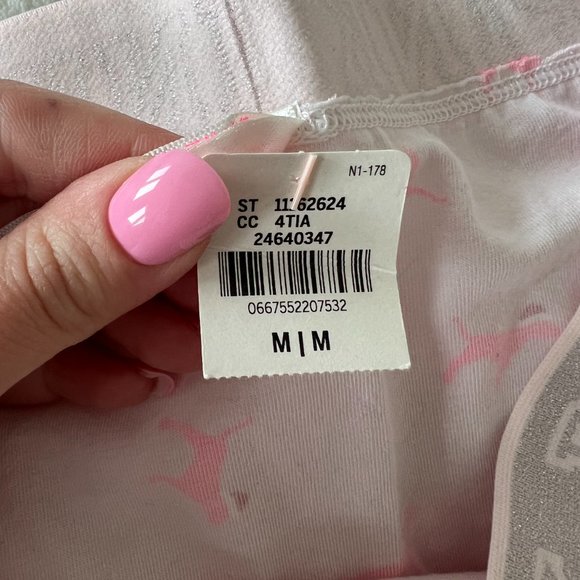 N1-178
ST 11162624
CC 4TIA
24640347
0667552207532
M | M